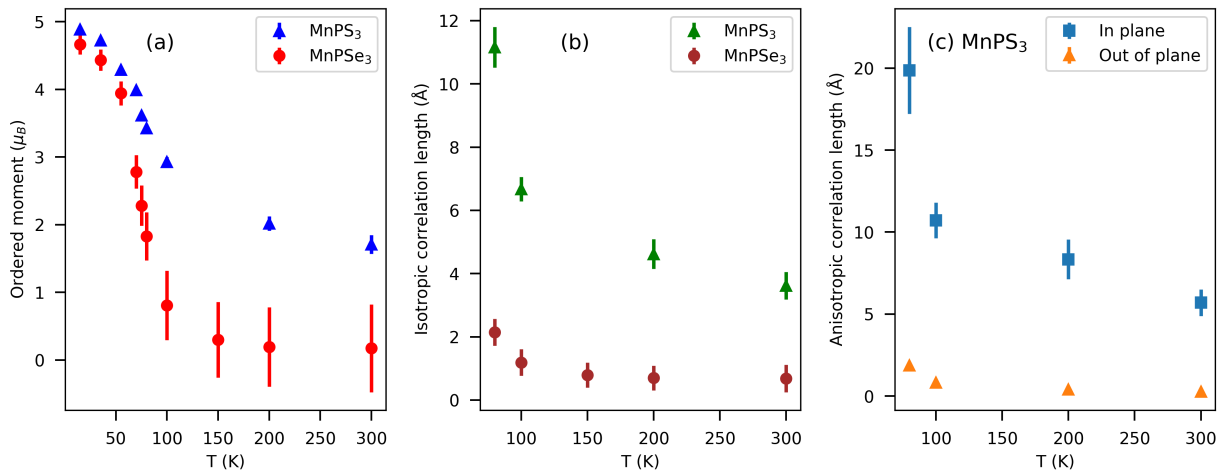 (a)
MnPS₃
MnPSe₃
Ordered moment (μ_B)
5
4
3
2
1
0
50
100
150
200
250
300
T (K)
(b)
MnPS₃
MnPSe₃
Isotropic correlation length (Å)
12
10
8
6
4
2
0
100
150
200
250
300
T (K)
(c) MnPS₃
In plane
Out of plane
Anisotropic correlation length (Å)
20
15
10
5
0
100
150
200
250
300
T (K)